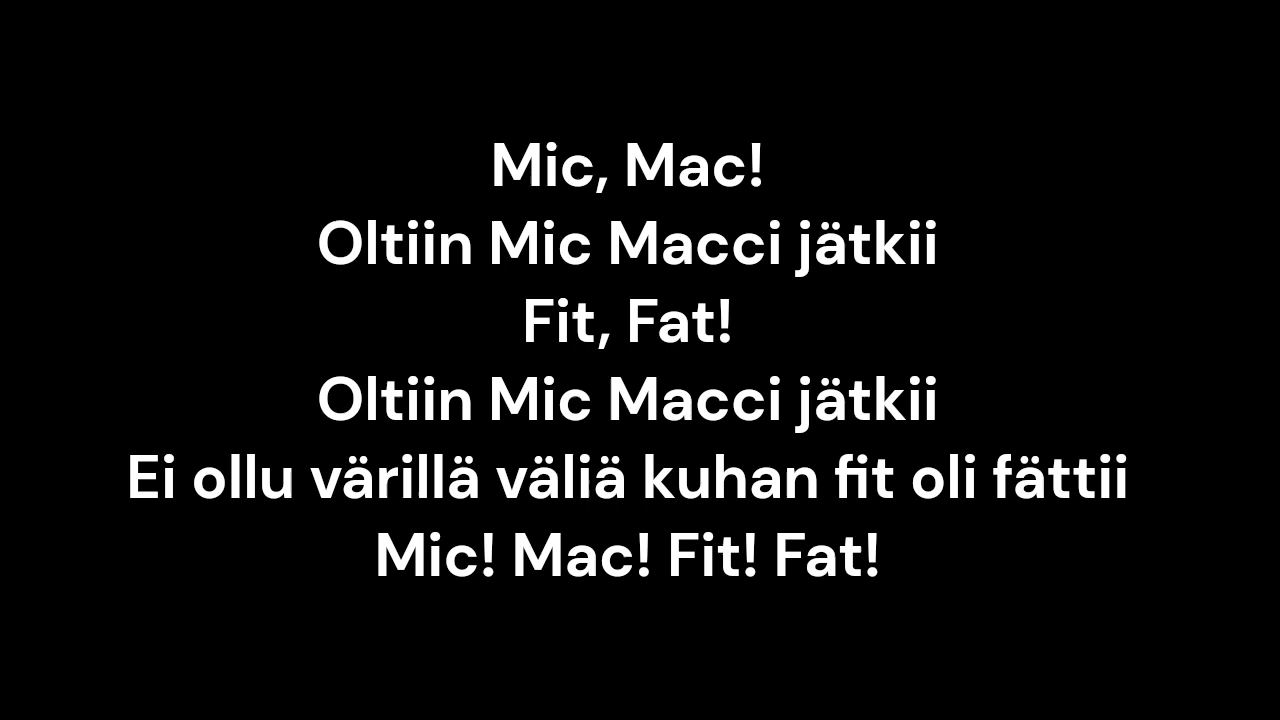 Mic, Mac!
Oltiin Mic Macci jätkii
Fit, Fat!
Oltiin Mic Macci jätkii
Ei ollu värillä väliä kuhan fit oli fättii
Mic! Mac! Fit! Fat!